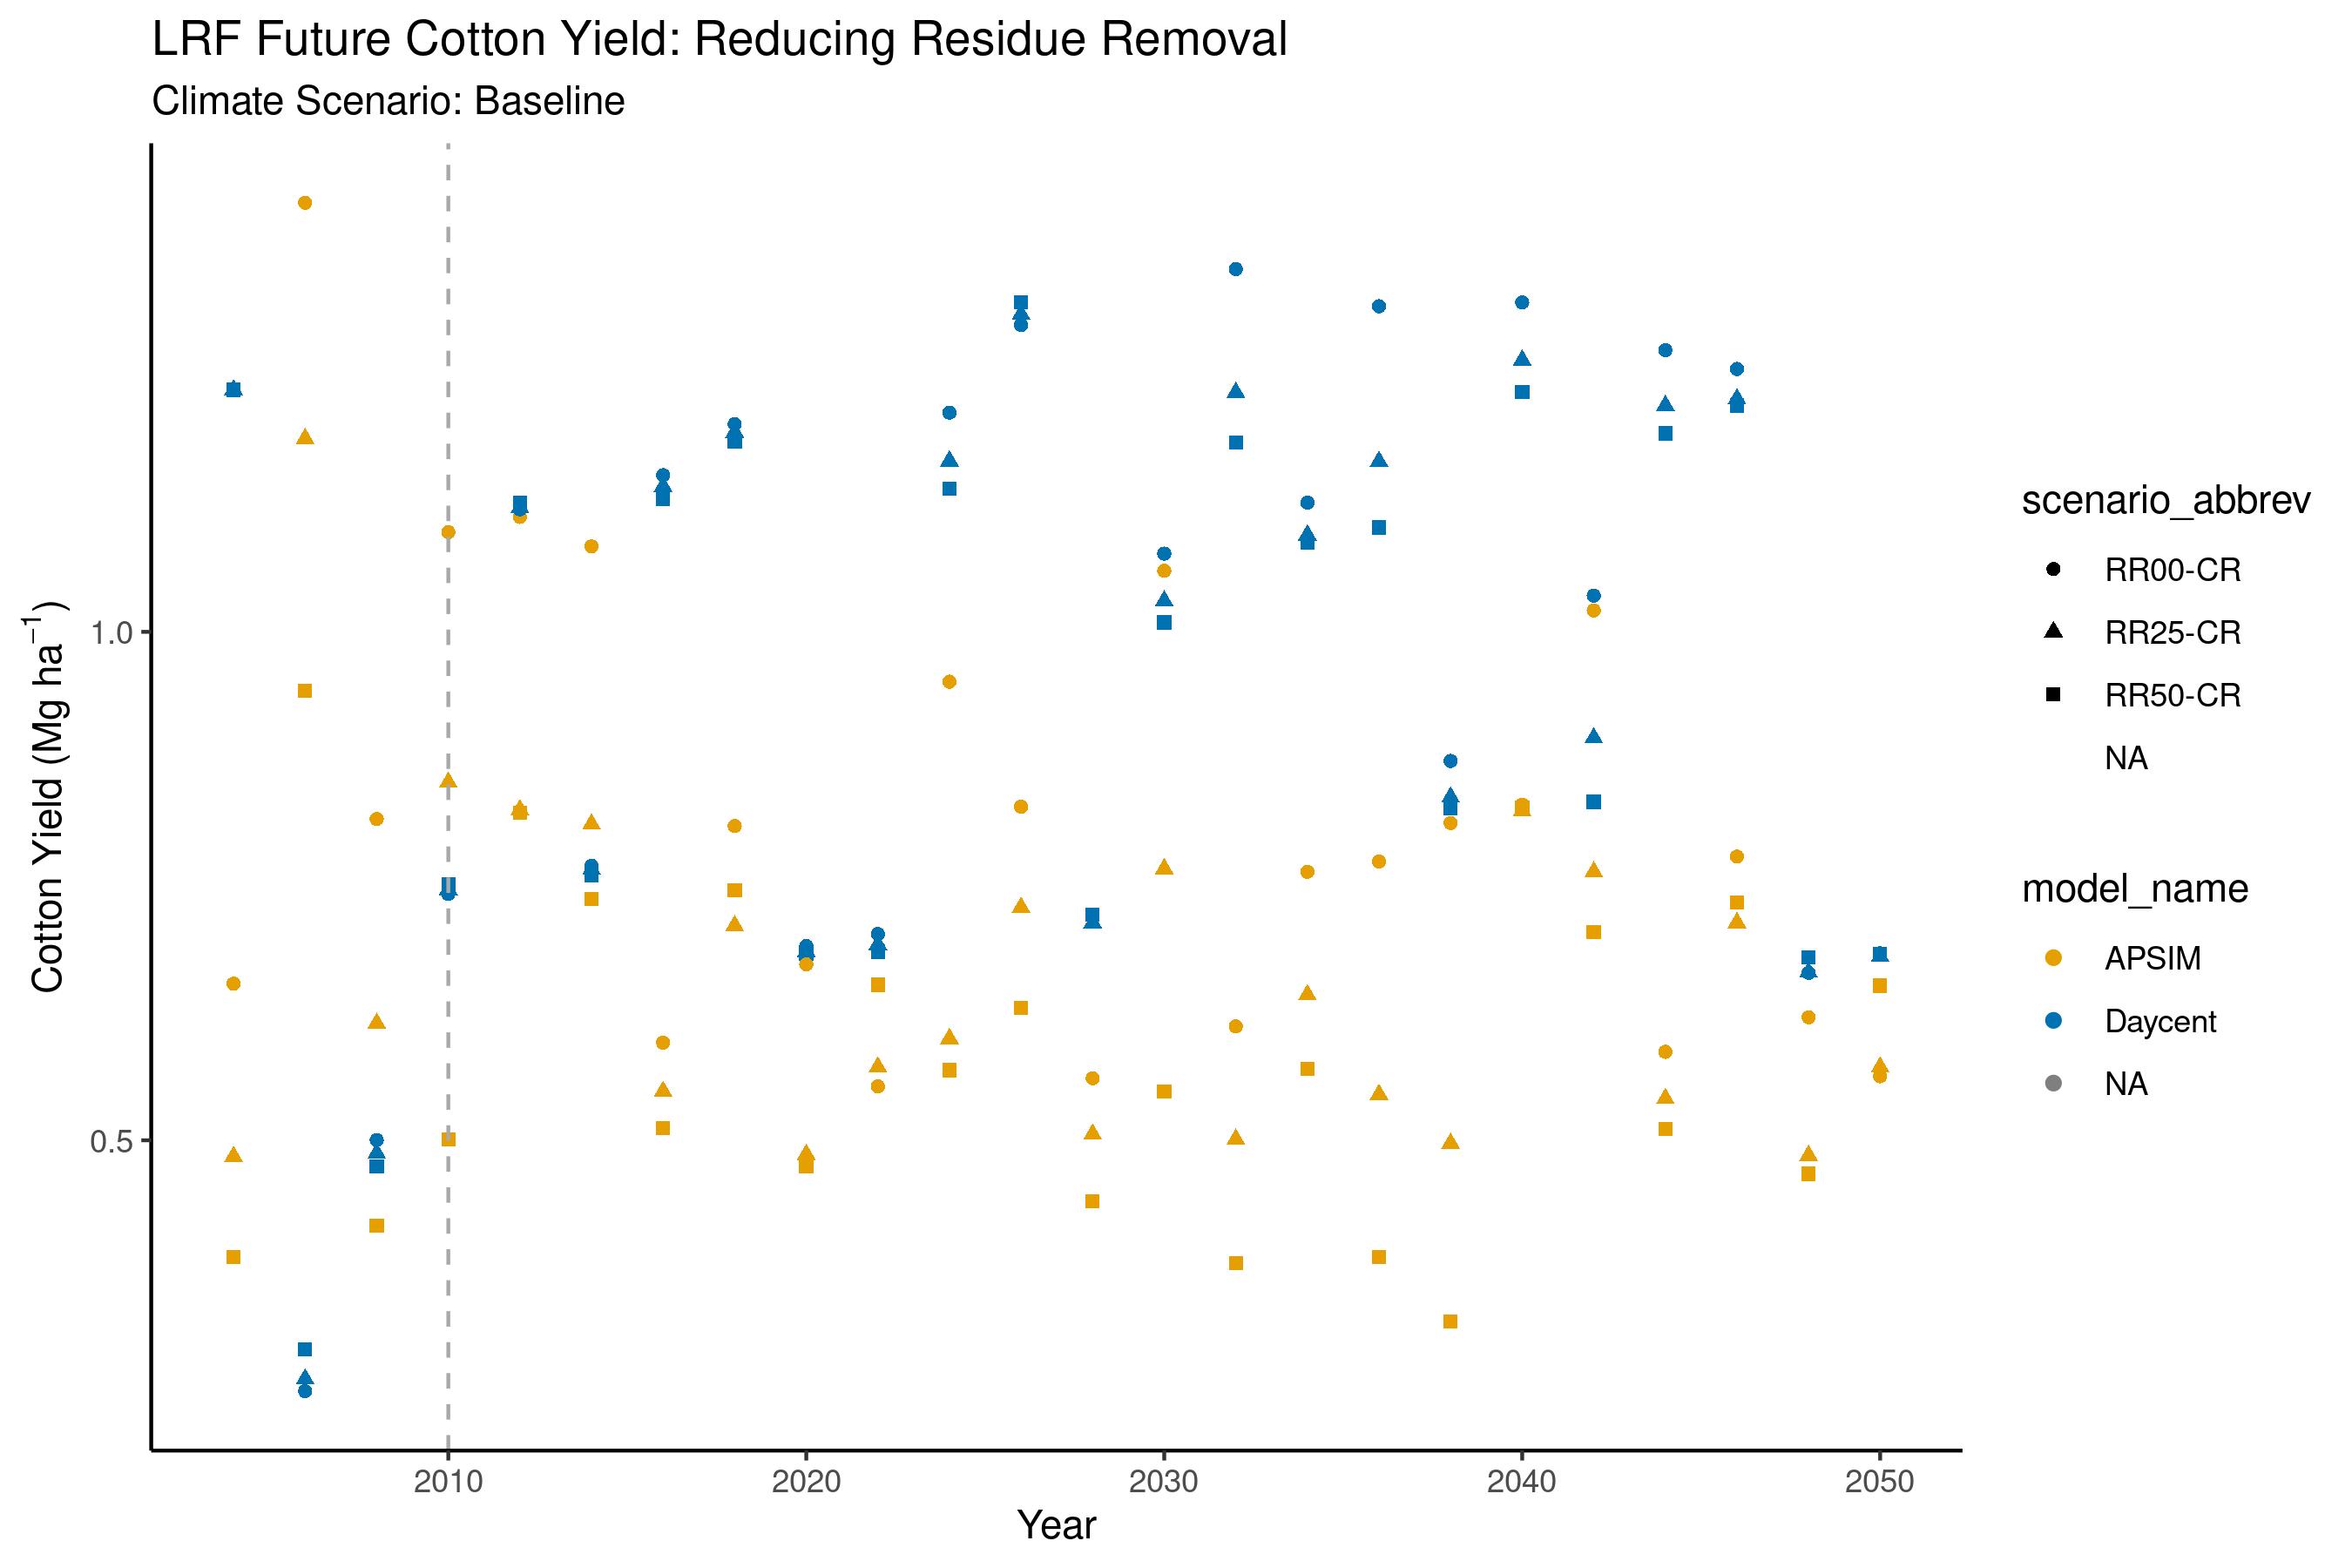 LRF Future Cotton Yield: Reducing Residue Removal
Climate Scenario: Baseline
Cotton Yield (Mg ha⁻¹)
1.0
0.5
2010 2020 2030 2040 2050
Year
scenario_abbrev
RR00-CR
RR25-CR
RR50-CR
NA
model_name
APSIM
Daycent
NA